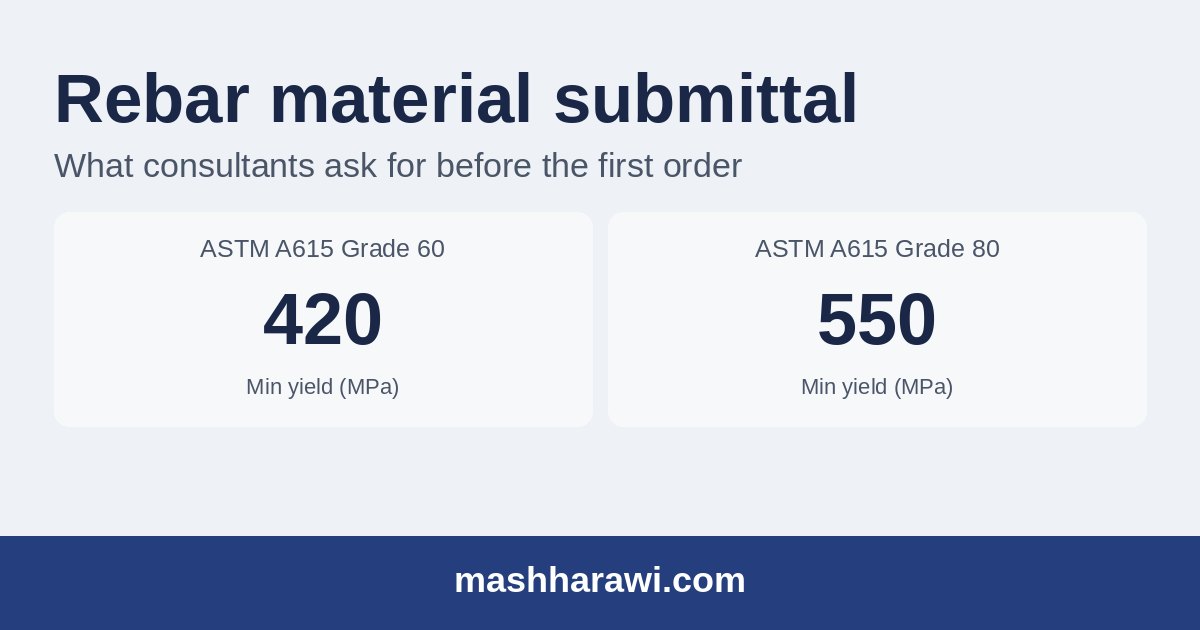 Rebar material submittal
What consultants ask for before the first order
ASTM A615 Grade 60
420
Min yield (MPa)
ASTM A615 Grade 80
550
Min yield (MPa)
mashharawi.com